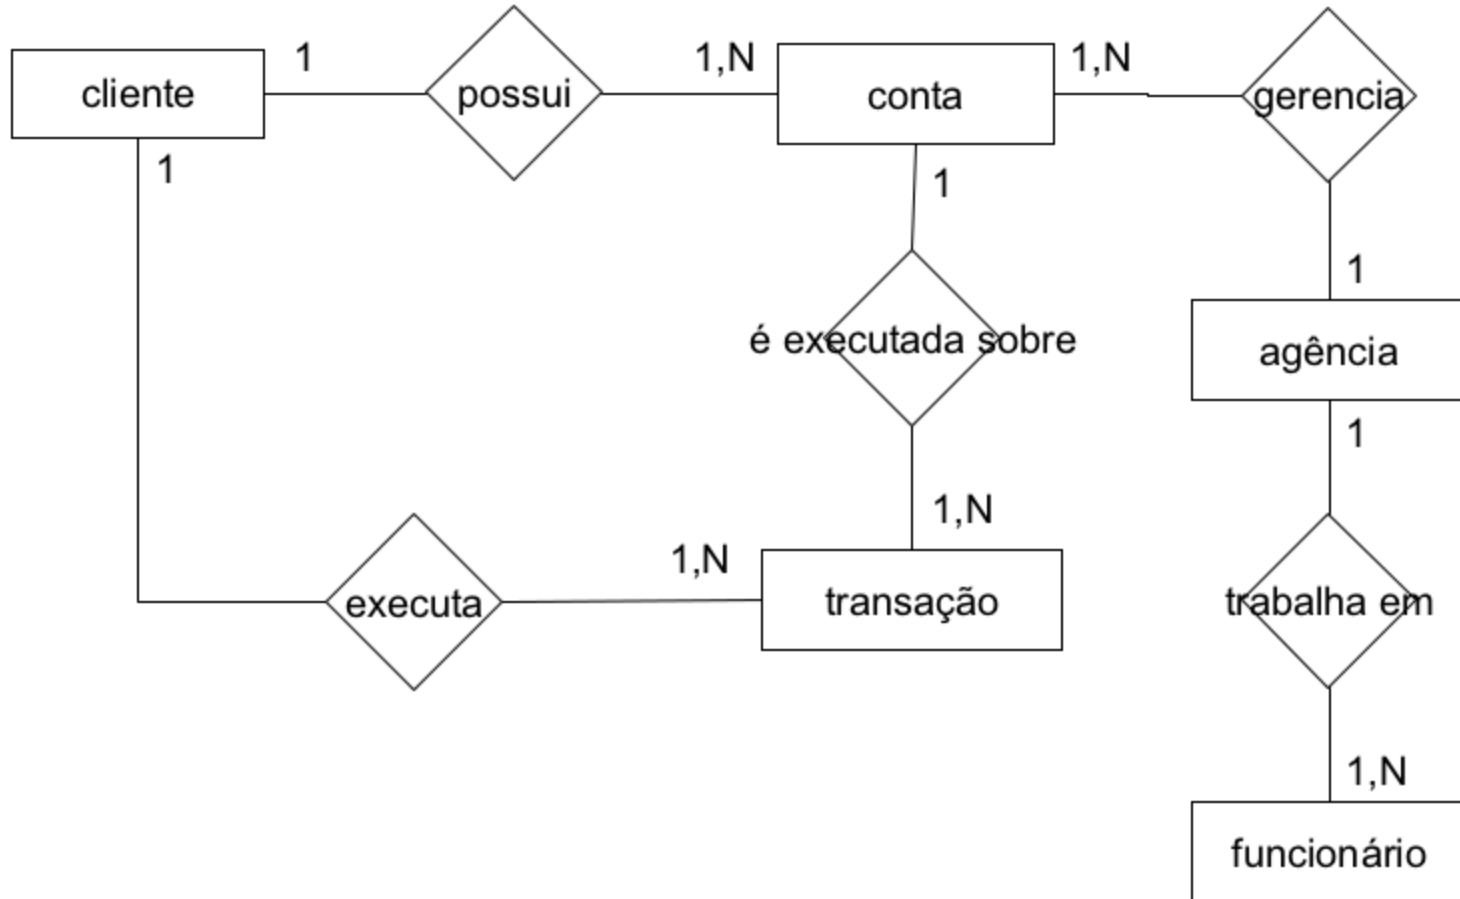 cliente
1
possui
1,N
conta
1,N
gerencia
1
1
1
é executada sobre
agência
1
1,N
1,N
executa
transação
trabalha em
1,N
funcionário